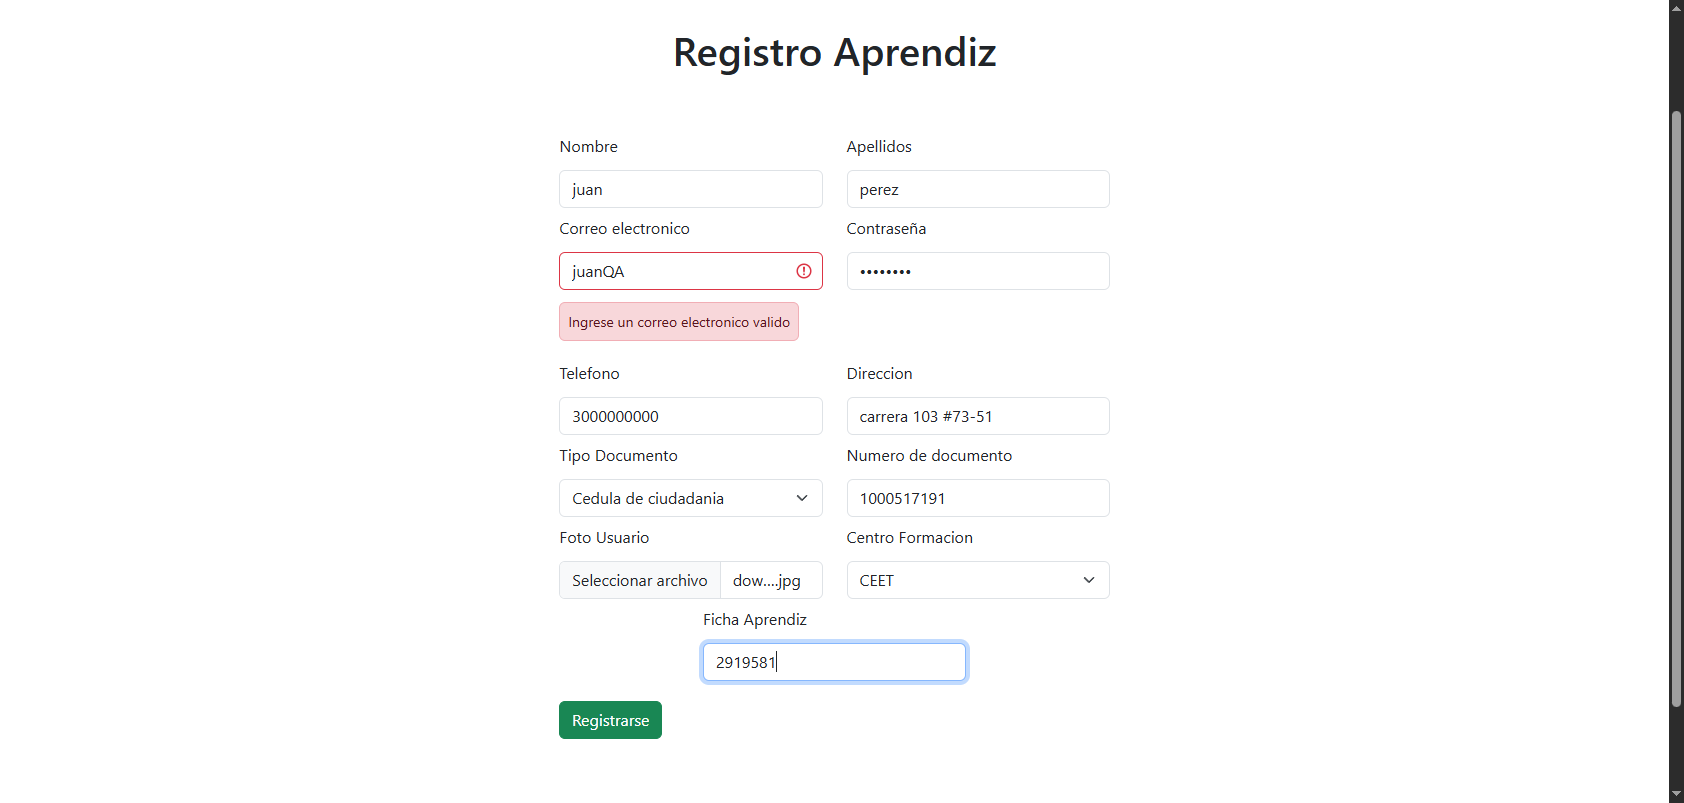 Registro Aprendiz
Nombre
Apellidos
juan
perez
Correo electronico
Contraseña
juanQA
••••••••
Ingrese un correo electronico valido
Telefono
Direccion
3000000000
carrera 103 #73-51
Tipo Documento
Numero de documento
Cedula de ciudadania
1000517191
Foto Usuario
Centro Formacion
Seleccionar archivo
dow....jpg
CEET
Ficha Aprendiz
2919581
Registrarse